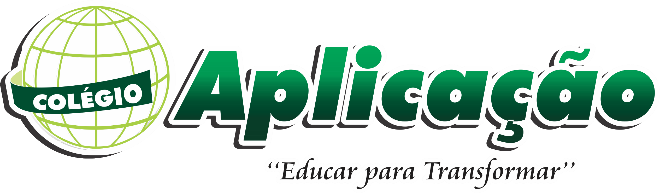 COLÉGIO
Aplicação
"Educar para Transformar"